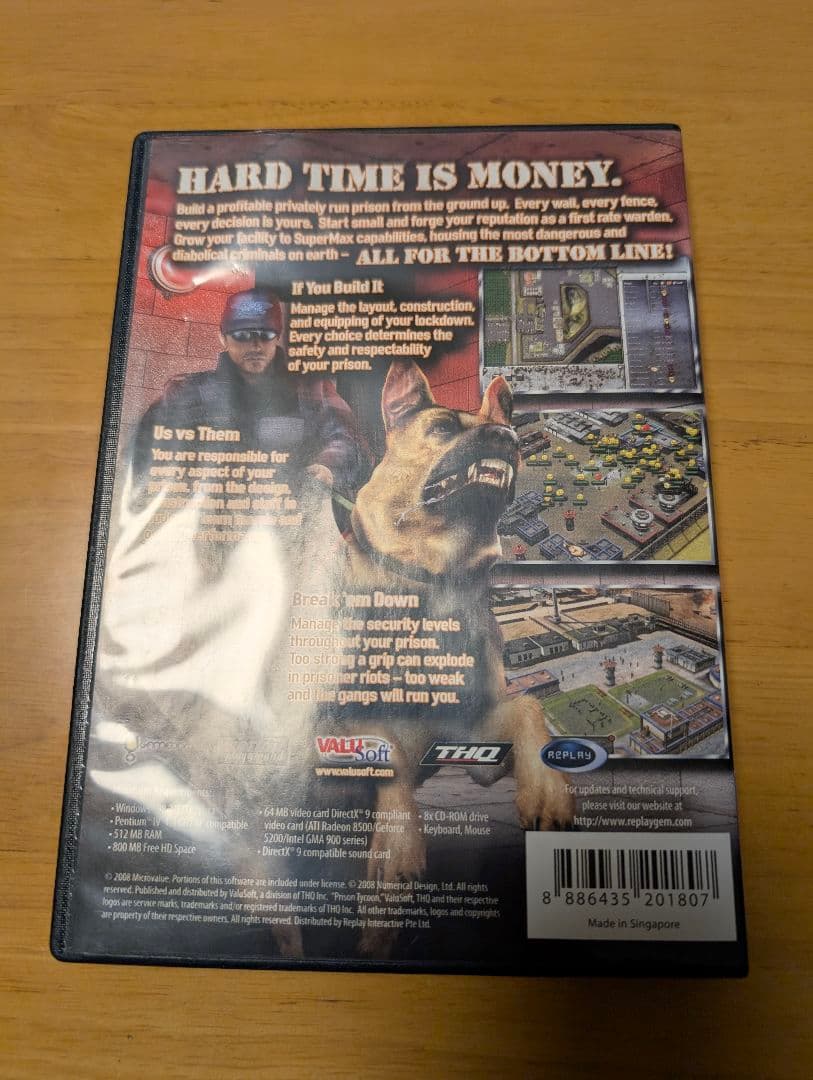 HARD TIME IS MONEY.
Build a profitable privately run prison from the ground up. Every wall, every fence,
every decision is yours. Start small and forge your reputation as a first rate warden.
Grow your facility to SuperMax capabilities, housing the most dangerous and
diabolical criminals on earth – ALL FOR THE BOTTOM LINE!
If You Build It
Manage the layout, construction,
and equipping of your lockdown.
Every choice determines the
safety and respectability
of your prison.
Us vs Them
You are responsible for
every aspect of your
prison, from the design,
and staff to
Break 'em Down
Manage the security levels
throughout your prison.
Too strong a grip can explode
in prisoner riots – too weak
and the gangs will run you.
VALUSoft
www.valusoft.com
THQ
REPLAY
• Windows
• Pentium IV compatible
• 512 MB RAM
• 800 MB Free HD Space
• 64 MB video card DirectX® 9 compliant
video card (ATI Radeon 8500/Geforce
5200/Intel GMA 900 series)
• DirectX® 9 compatible sound card
• 8x CD-ROM drive
• Keyboard, Mouse
For updates and technical support,
please visit our website at
http://www.replaygem.com
© 2008 Microvalue. Portions of this software are included under license. © 2008 Numerical Design, Ltd. All rights
reserved. Published and distributed by ValuSoft, a division of THQ Inc. "Prison Tycoon," ValuSoft, THQ and their respective
logos are service marks, trademarks and/or registered trademarks of THQ Inc. All other trademarks, logos and copyrights
are property of their respective owners. All rights reserved. Distributed by Replay Interactive Pte Ltd.
8 886435 201807
Made in Singapore